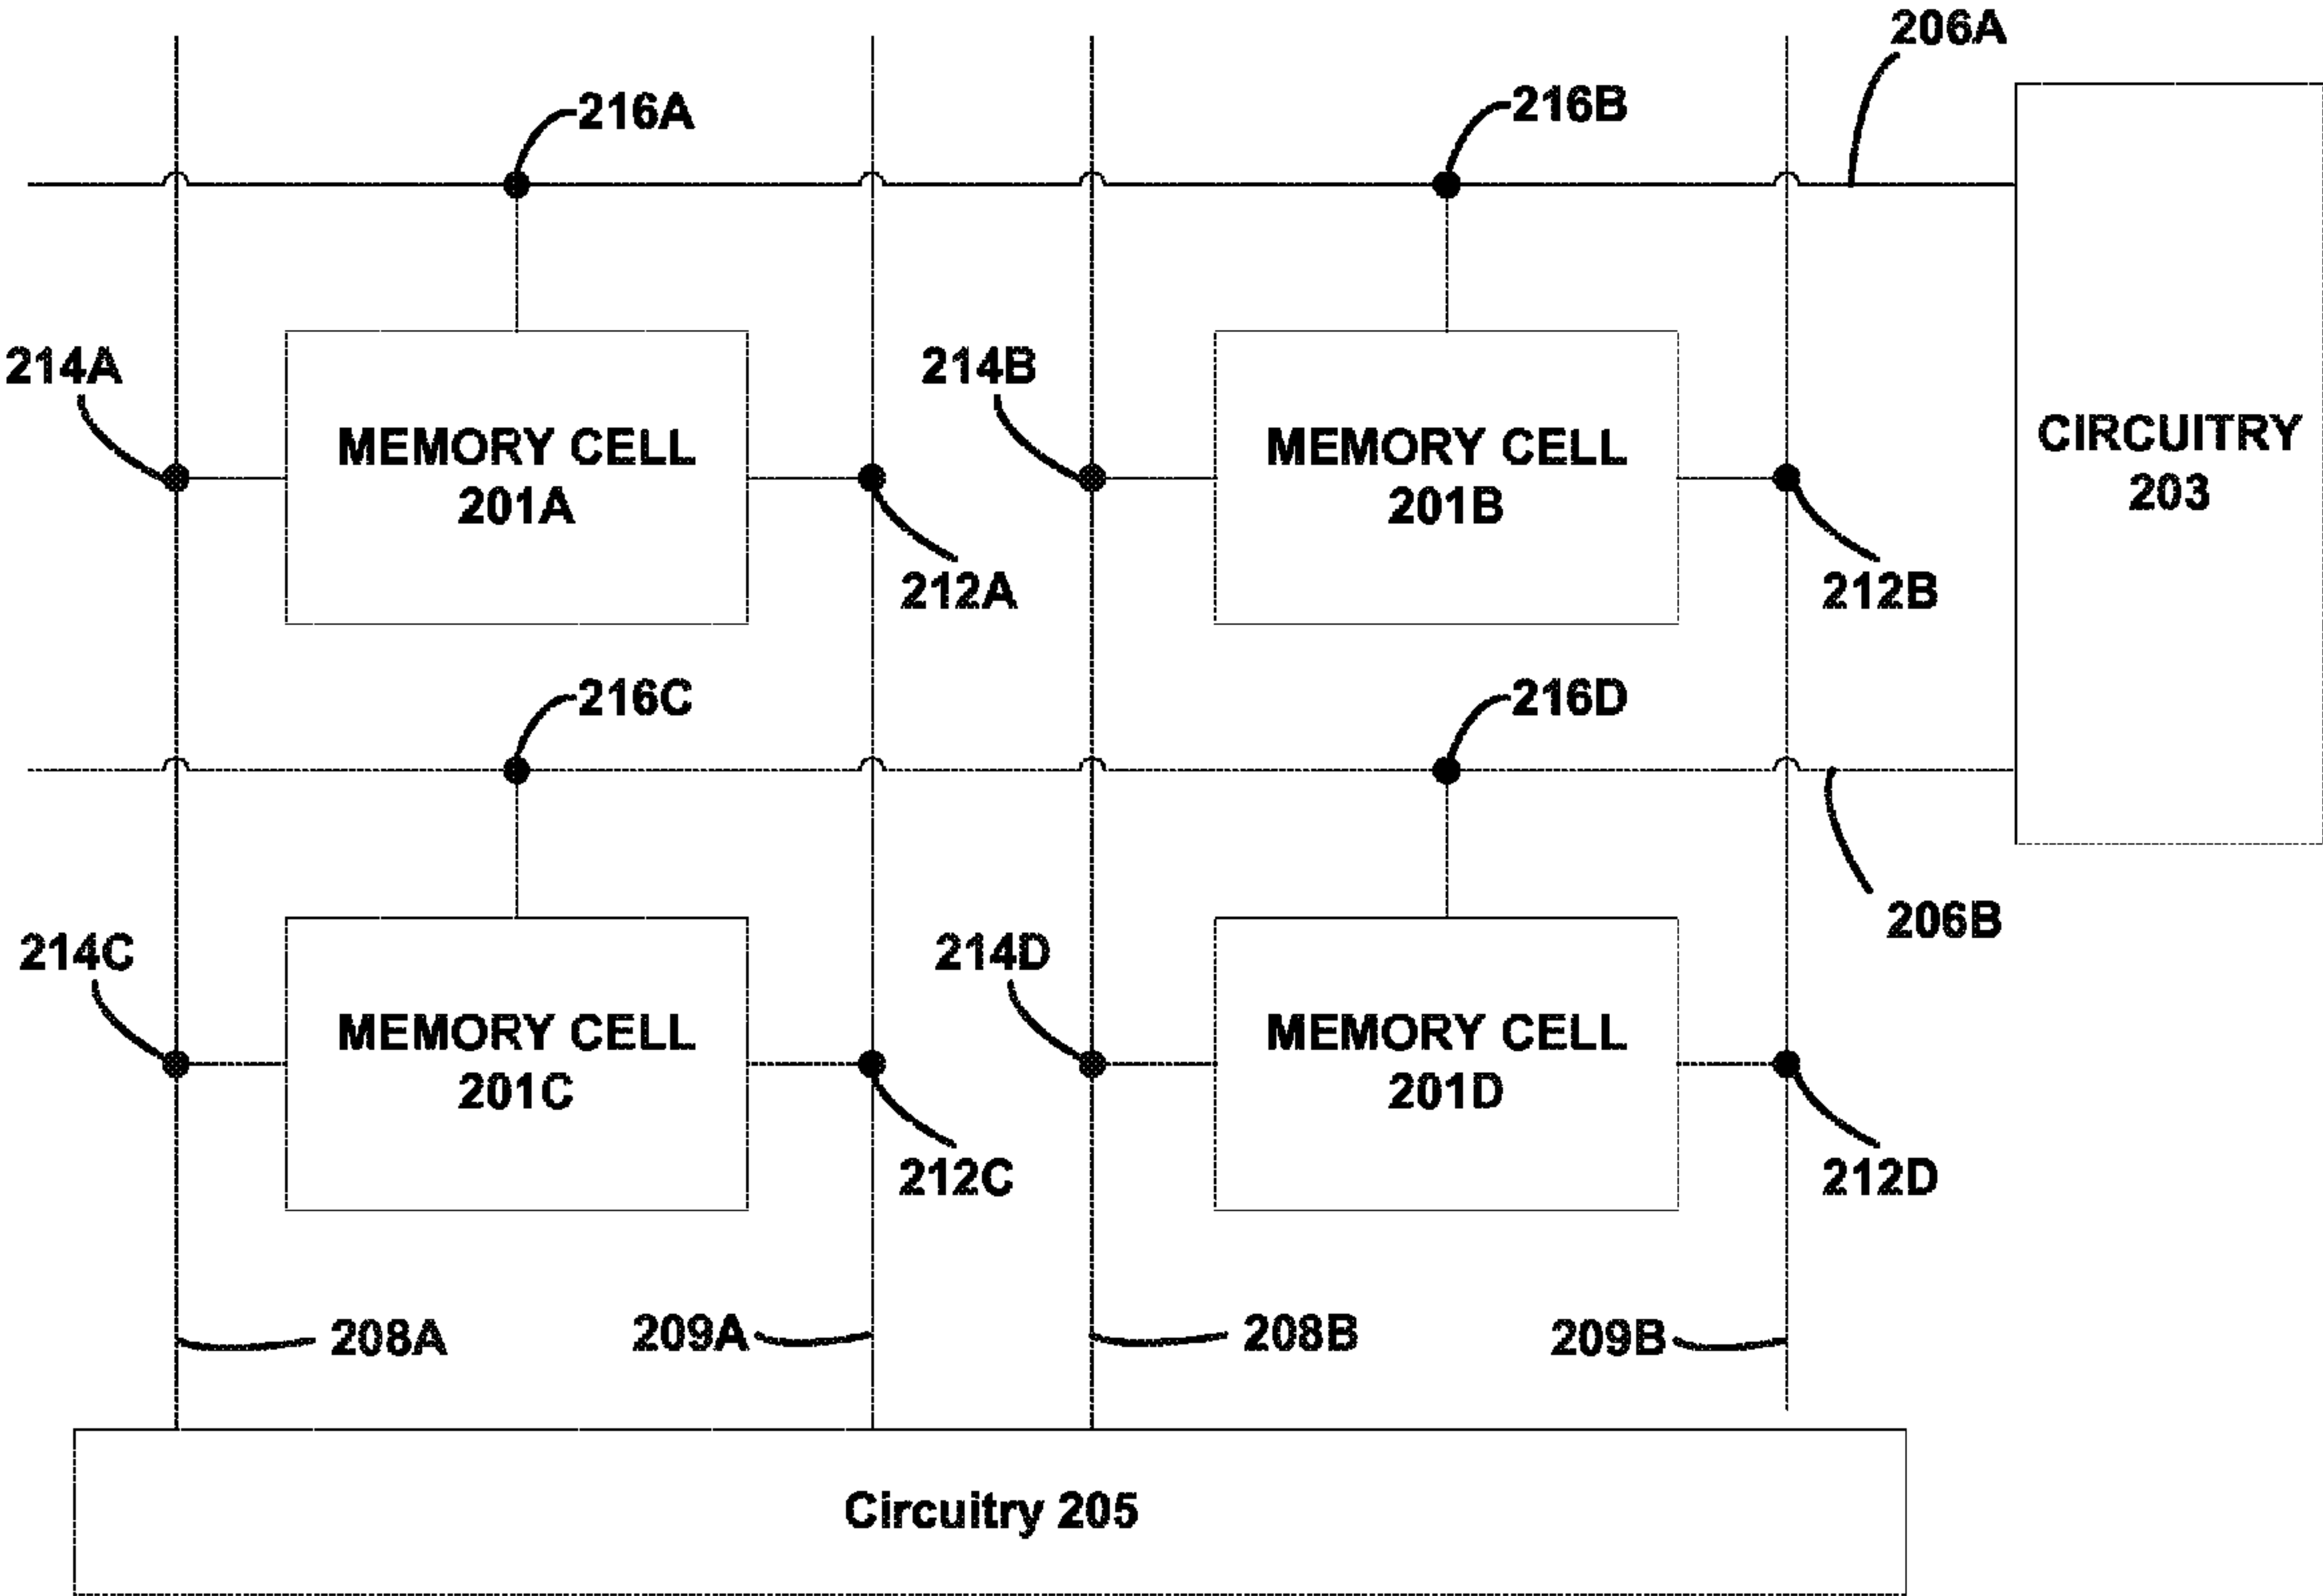 206A
216A
216B
214A
214B
MEMORY CELL
201A
MEMORY CELL
201B
CIRCUITRY
203
212A
212B
216C
216D
206B
214C
214D
MEMORY CELL
201C
MEMORY CELL
201D
212C
212D
208A
209A
208B
209B
Circuitry 205